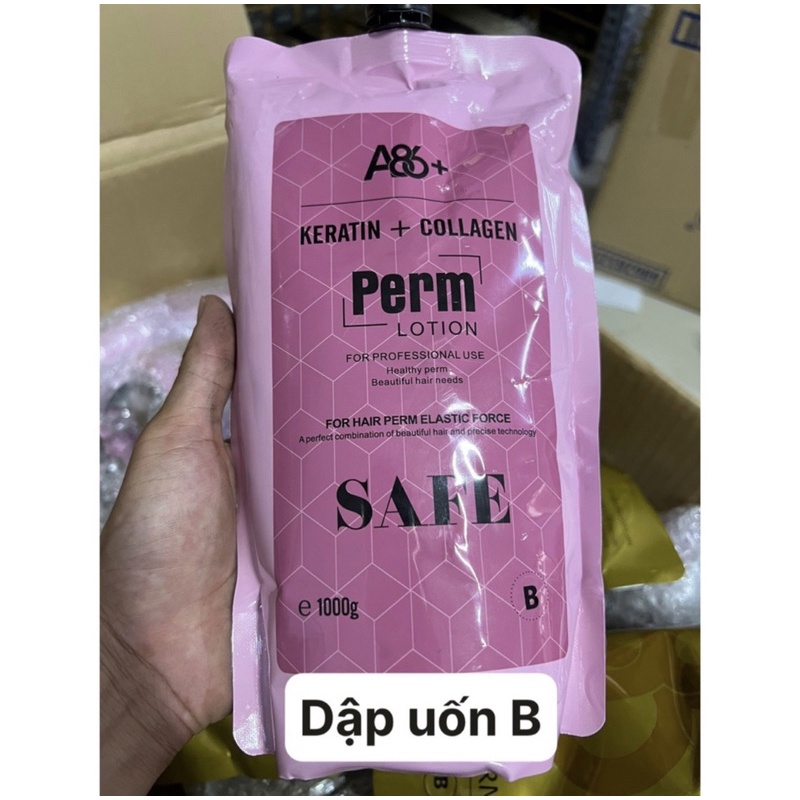 A86+
KERATIN + COLLAGEN
Perm
LOTION
FOR PROFESSIONAL USE
Healthy perm
Beautiful hair needs
FOR HAIR PERM ELASTIC FORCE
A perfect combination of beautiful hair and precise technology
SAFE
e 1000g
B
Dập uốn B
B